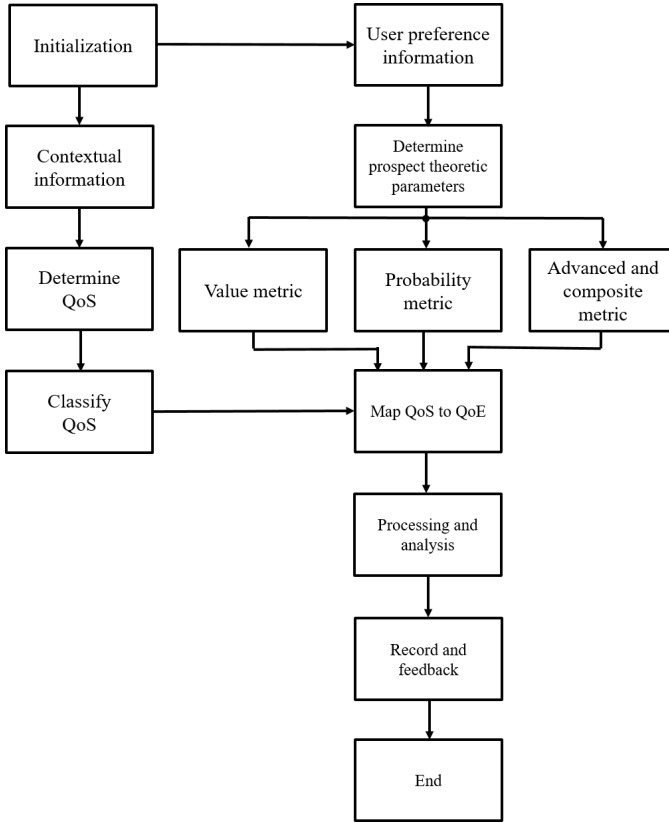 Initialization
User preference
information
Contextual
information
Determine
prospect theoretic
parameters
Determine
QoS
Value metric
Probability
metric
Advanced and
composite
metric
Classify
QoS
Map QoS to QoE
Processing and
analysis
Record and
feedback
End